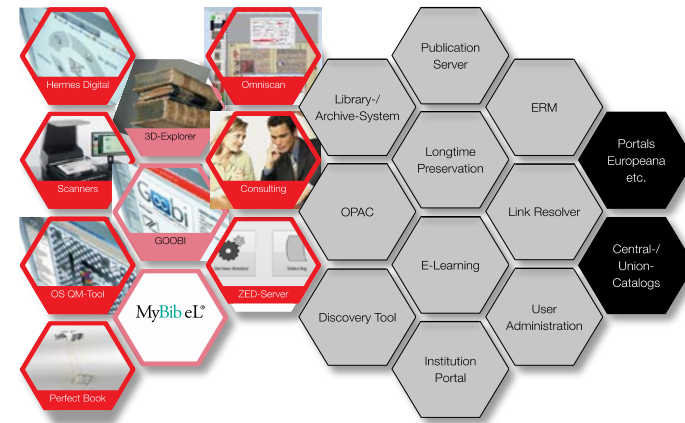 Hermes Digital
3D-Explorer
Omniscan
Scanners
GOOBI
Goobi
Consulting
OS QM-Tool
MyBib eL®
ZED-Server
Perfect Book
Library-/
Archive-System
OPAC
Discovery Tool
Publication
Server
Longtime
Preservation
E-Learning
Institution
Portal
ERM
Link Resolver
User
Administration
Portals
Europeana
etc.
Central-/
Union-
Catalogs